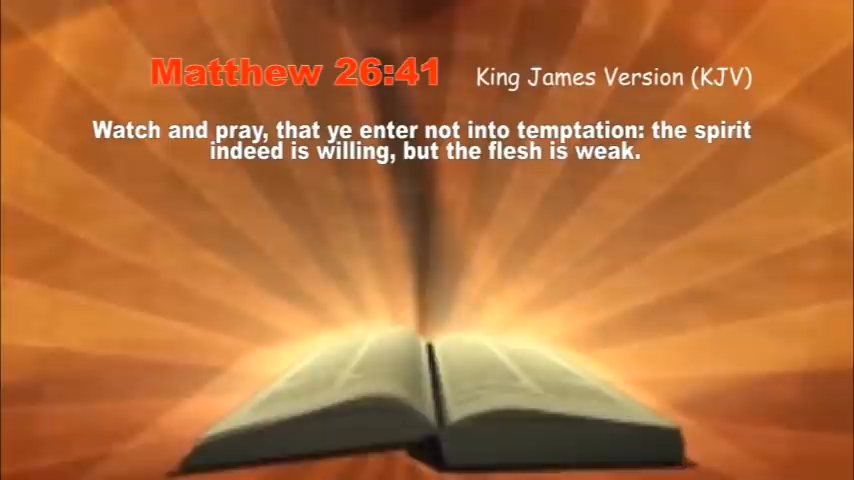 Matthew 26:41 King James Version (KJV)
Watch and pray, that ye enter not into temptation: the spirit
indeed is willing, but the flesh is weak.